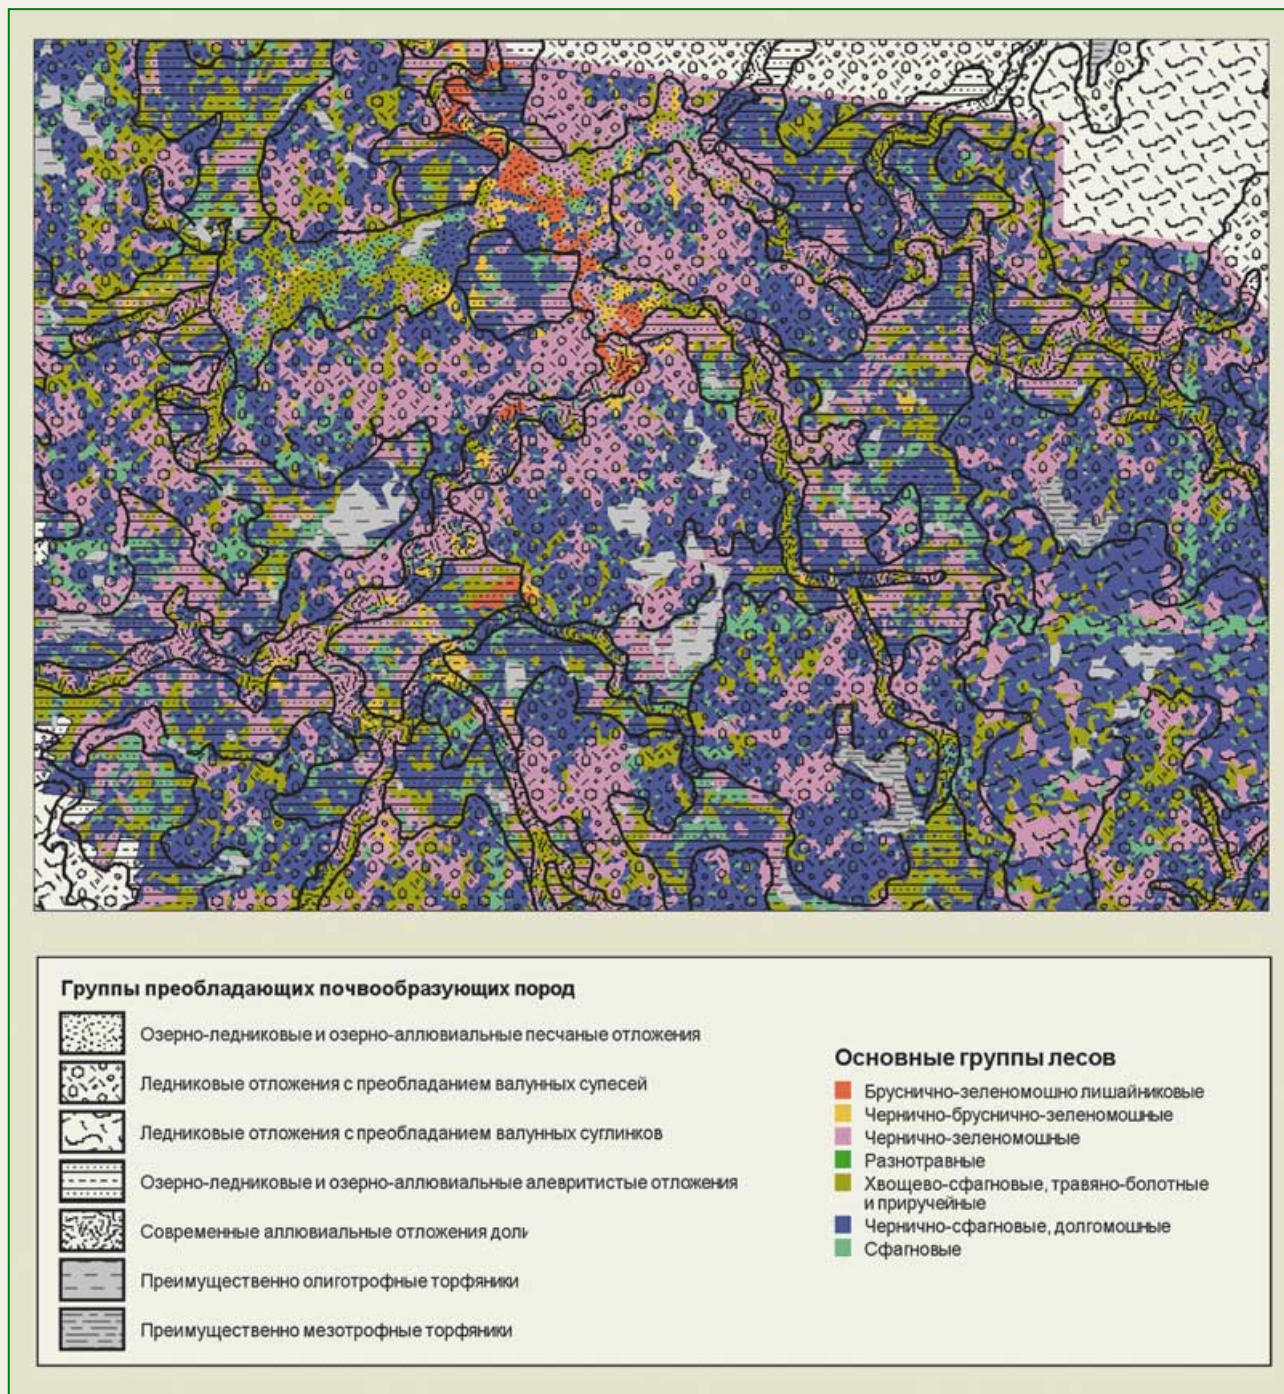 Группы преобладающих почвообразующих пород
Озерно-ледниковые и озерно-аллювиальные песчаные отложения
Ледниковые отложения с преобладанием валунных супесей
Ледниковые отложения с преобладанием валунных суглинков
Озерно-ледниковые и озерно-аллювиальные алевритистые отложения
Современные аллювиальные отложения доли
Преимущественно олиготрофные торфяники
Преимущественно мезотрофные торфяники
Основные группы лесов
Бруснично-зеленомошно лишайниковые
Чернично-бруснично-зеленомошные
Чернично-зеленомошные
Разнотравные
Хвощево-сфагновые, травяно-болотные
и приручейные
Чернично-сфагновые, долгомошные
Сфагновые